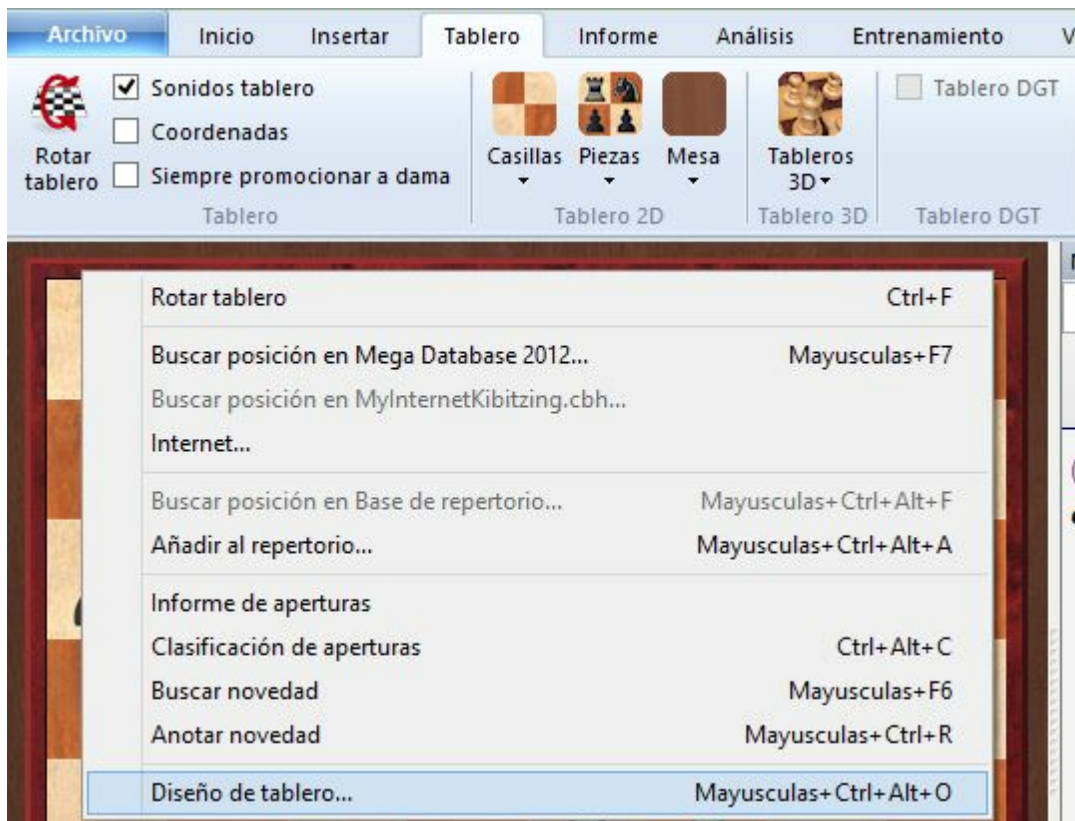 Archivo Inicio Insertar Tablero Informe Análisis Entrenamiento
Sonidos tablero
Coordenadas
Siempre promocionar a dama
Rotar
tablero
Tablero
Casillas Piezas Mesa
Tablero 2D
Tableros
3D
Tablero 3D
Tablero DGT
Tablero DGT
Rotar tablero Ctrl+F
Buscar posición en Mega Database 2012... Mayusculas+F7
Buscar posición en MyInternetKibitzing.cbh...
Internet...
Buscar posición en Base de repertorio... Mayusculas+Ctrl+Alt+F
Añadir al repertorio... Mayusculas+Ctrl+Alt+A
Informe de aperturas
Clasificación de aperturas Ctrl+Alt+C
Buscar novedad Mayusculas+F6
Anotar novedad Mayusculas+Ctrl+R
Diseño de tablero... Mayusculas+Ctrl+Alt+O